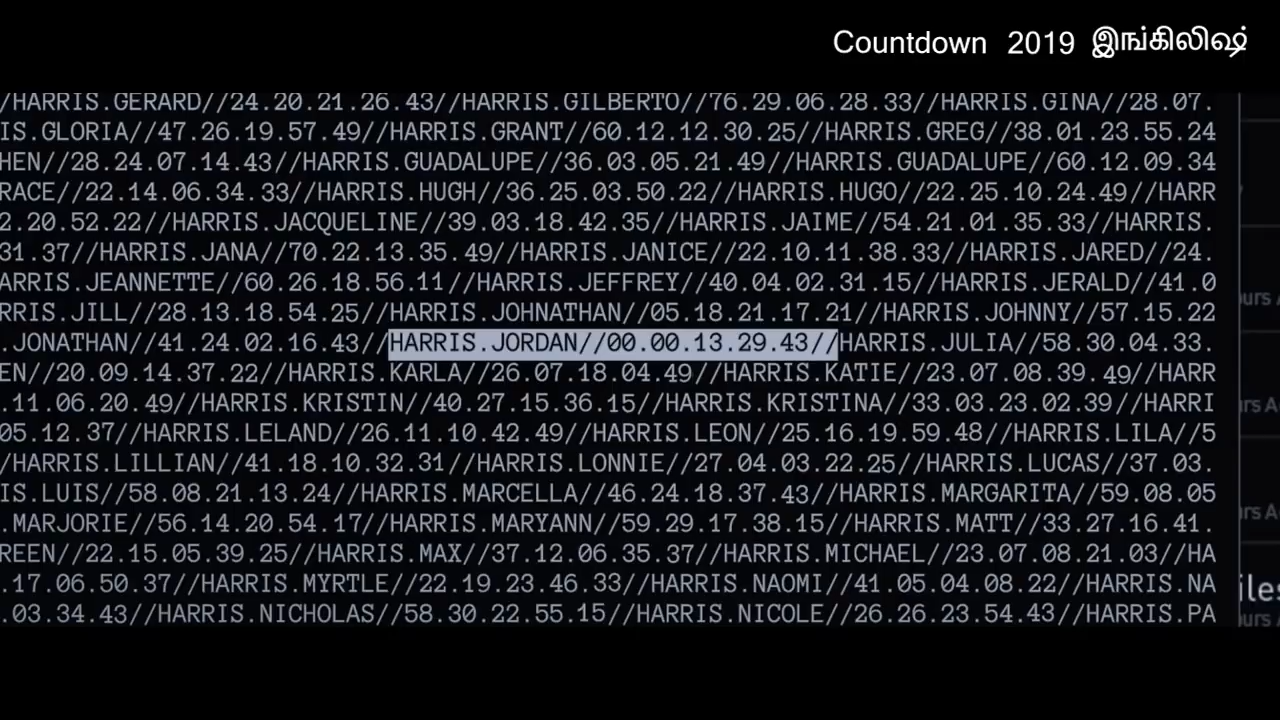 Countdown 2019 இங்கிலிஷ்
/HARRIS.GERARD//24.20.21.26.43//HARRIS.GILBERTO//76.29.06.28.33//HARRIS.GINA//28.07.
IS.GLORIA//47.26.19.57.49//HARRIS.GRANT//60.12.12.30.25//HARRIS.GREG//38.01.23.55.24
HEN//28.24.07.14.43//HARRIS.GUADALUPE//36.03.05.21.49//HARRIS.GUADALUPE//60.12.09.34
RACE//22.14.06.34.33//HARRIS.HUGH//36.25.03.50.22//HARRIS.HUGO//22.25.10.24.49//HARR
2.20.52.22//HARRIS.JACQUELINE//39.03.18.42.35//HARRIS.JAIME//54.21.01.35.33//HARRIS.
31.37//HARRIS.JANA//70.22.13.35.49//HARRIS.JANICE//22.10.11.38.33//HARRIS.JARED//24.
ARRIS.JEANNETTE//60.26.18.56.11//HARRIS.JEFFREY//40.04.02.31.15//HARRIS.JERALD//41.0
RRIS.JILL//28.13.18.54.25//HARRIS.JOHNATHAN//05.18.21.17.21//HARRIS.JOHNNY//57.15.22
.JONATHAN//41.24.02.16.43//HARRIS.JORDAN//00.00.13.29.43//HARRIS.JULIA//58.30.04.33.
EN//20.09.14.37.22//HARRIS.KARLA//26.07.18.04.49//HARRIS.KATIE//23.07.08.39.49//HARR
.11.06.20.49//HARRIS.KRISTIN//40.27.15.36.15//HARRIS.KRISTINA//33.03.23.02.39//HARRI
05.12.37//HARRIS.LELAND//26.11.10.42.49//HARRIS.LEON//25.16.19.59.48//HARRIS.LILA//5
/HARRIS.LILLIAN//41.18.10.32.31//HARRIS.LONNIE//27.04.03.22.25//HARRIS.LUCAS//37.03.
IS.LUIS//58.08.21.13.24//HARRIS.MARCELLA//46.24.18.37.43//HARRIS.MARGARITA//59.08.05
.MARJORIE//56.14.20.54.17//HARRIS.MARYANN//59.29.17.38.15//HARRIS.MATT//33.27.16.41.
REEN//22.15.05.39.25//HARRIS.MAX//37.12.06.35.37//HARRIS.MICHAEL//23.07.08.21.03//HA
.17.06.50.37//HARRIS.MYRTLE//22.19.23.46.33//HARRIS.NAOMI//41.05.04.08.22//HARRIS.NA
.03.34.43//HARRIS.NICHOLAS//58.30.22.55.15//HARRIS.NICOLE//26.26.23.54.43//HARRIS.PA